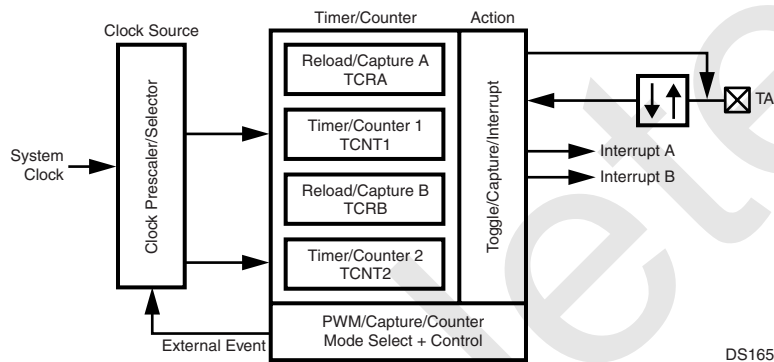 Timer/Counter
Action
Clock Source
Reload/Capture A
TCRA
TA
Clock Prescaler/Selector
Timer/Counter 1
TCNT1
Toggle/Capture/Interrupt
System
Clock
Interrupt A
Interrupt B
Reload/Capture B
TCRB
Timer/Counter 2
TCNT2
PWM/Capture/Counter
Mode Select + Control
External Event
DS165